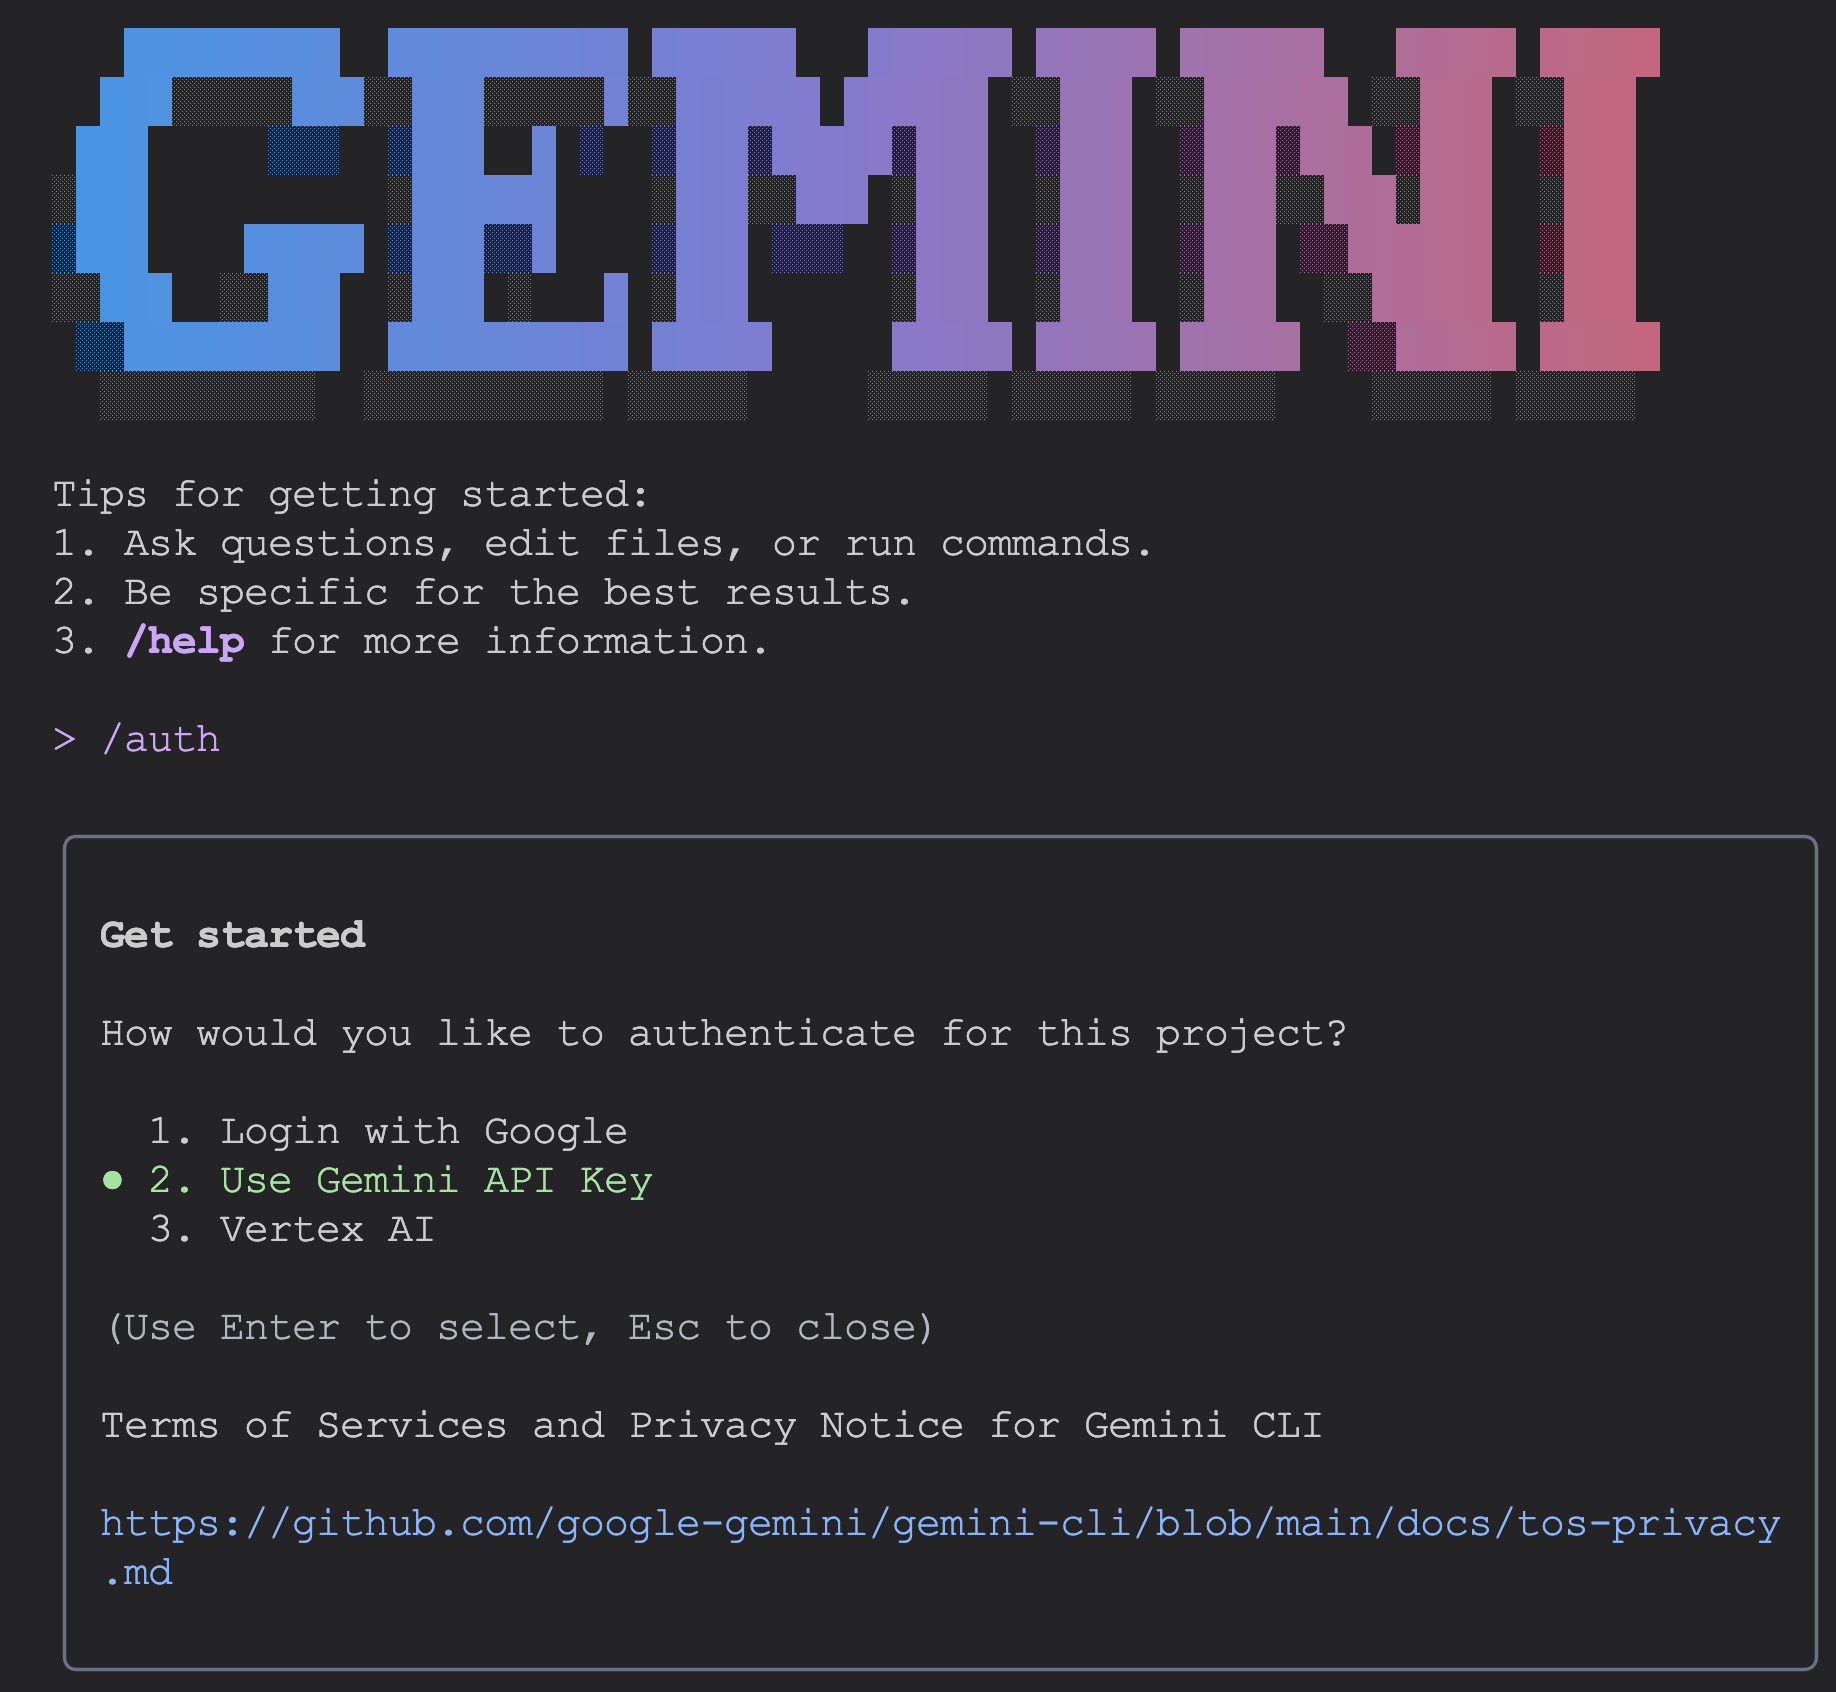 GEMINI
Tips for getting started:
1. Ask questions, edit files, or run commands.
2. Be specific for the best results.
3. /help for more information.
> /auth
Get started
How would you like to authenticate for this project?
1. Login with Google
● 2. Use Gemini API Key
3. Vertex AI
(Use Enter to select, Esc to close)
Terms of Services and Privacy Notice for Gemini CLI
https://github.com/google-gemini/gemini-cli/blob/main/docs/tos-privacy
.md